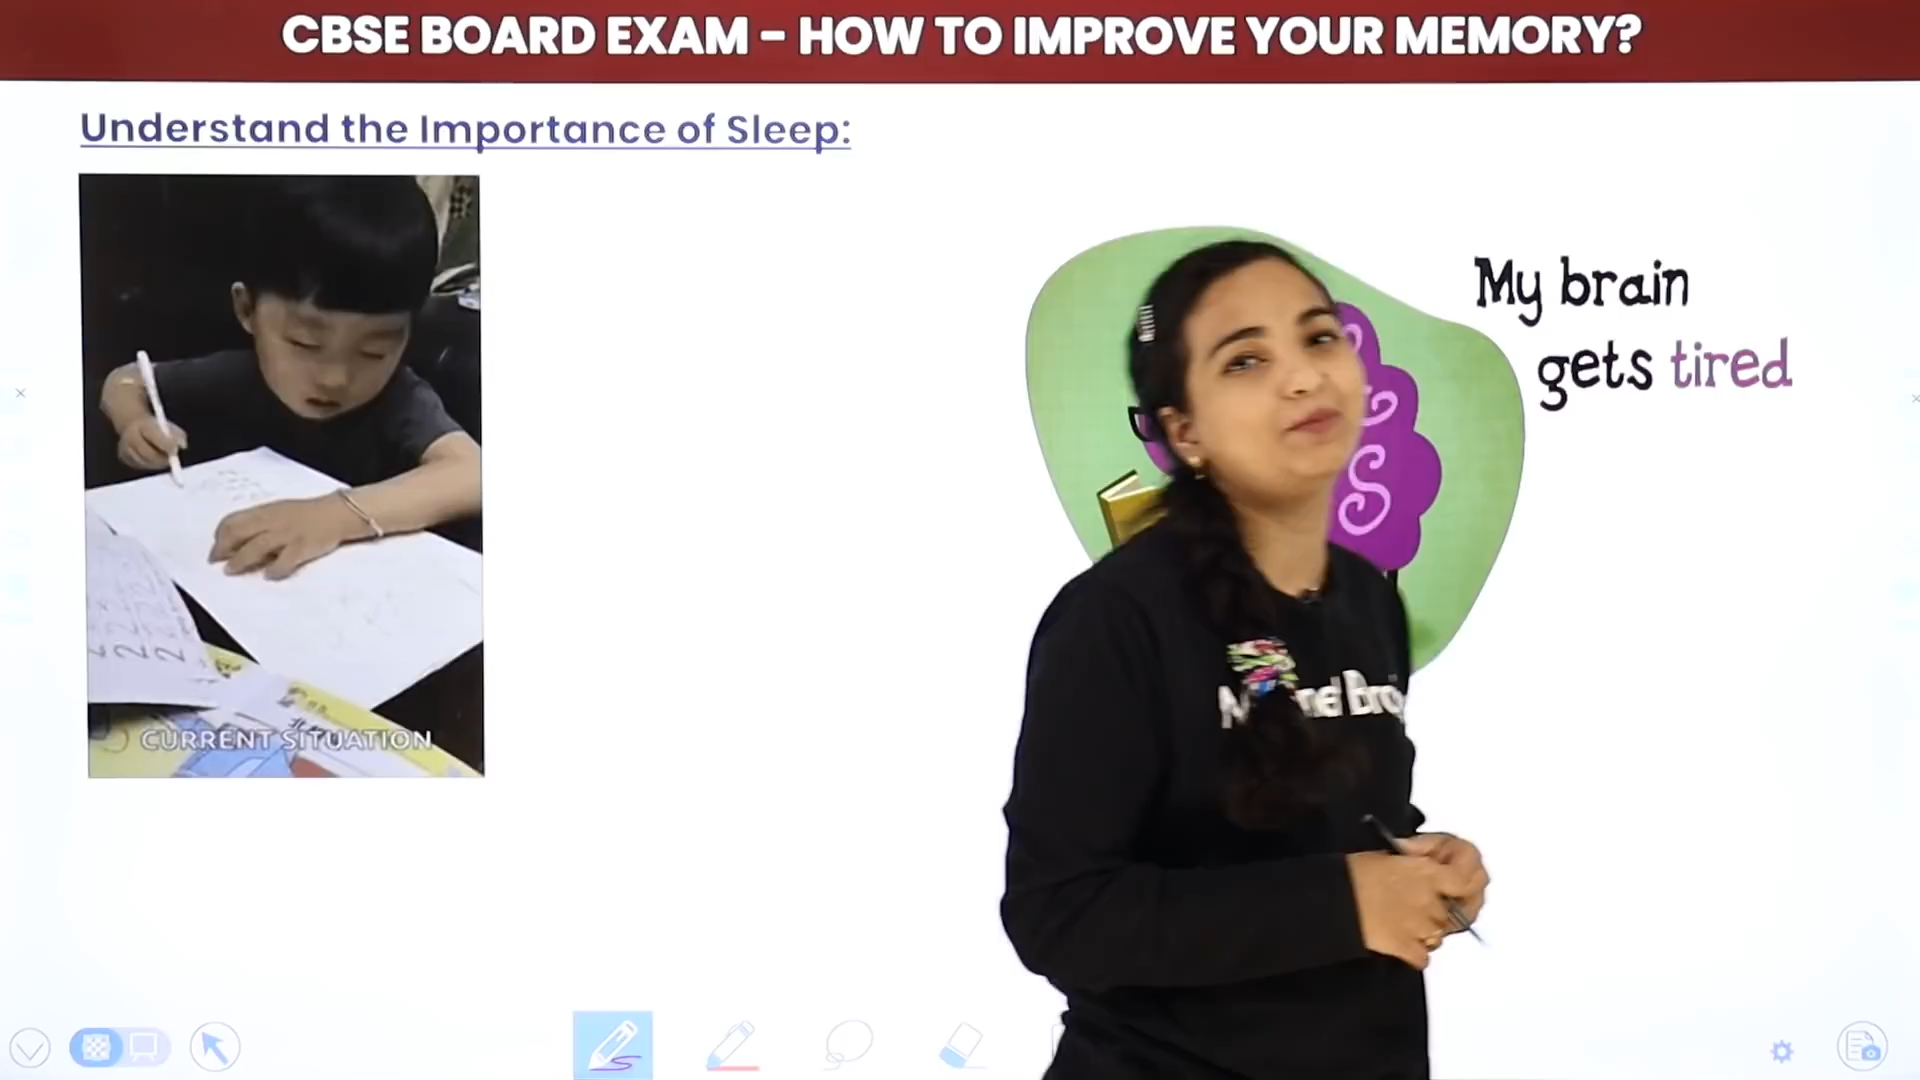 CBSE BOARD EXAM - HOW TO IMPROVE YOUR MEMORY?
Understand the Importance of Sleep:
My brain
gets tired
CURRENT SITUATION